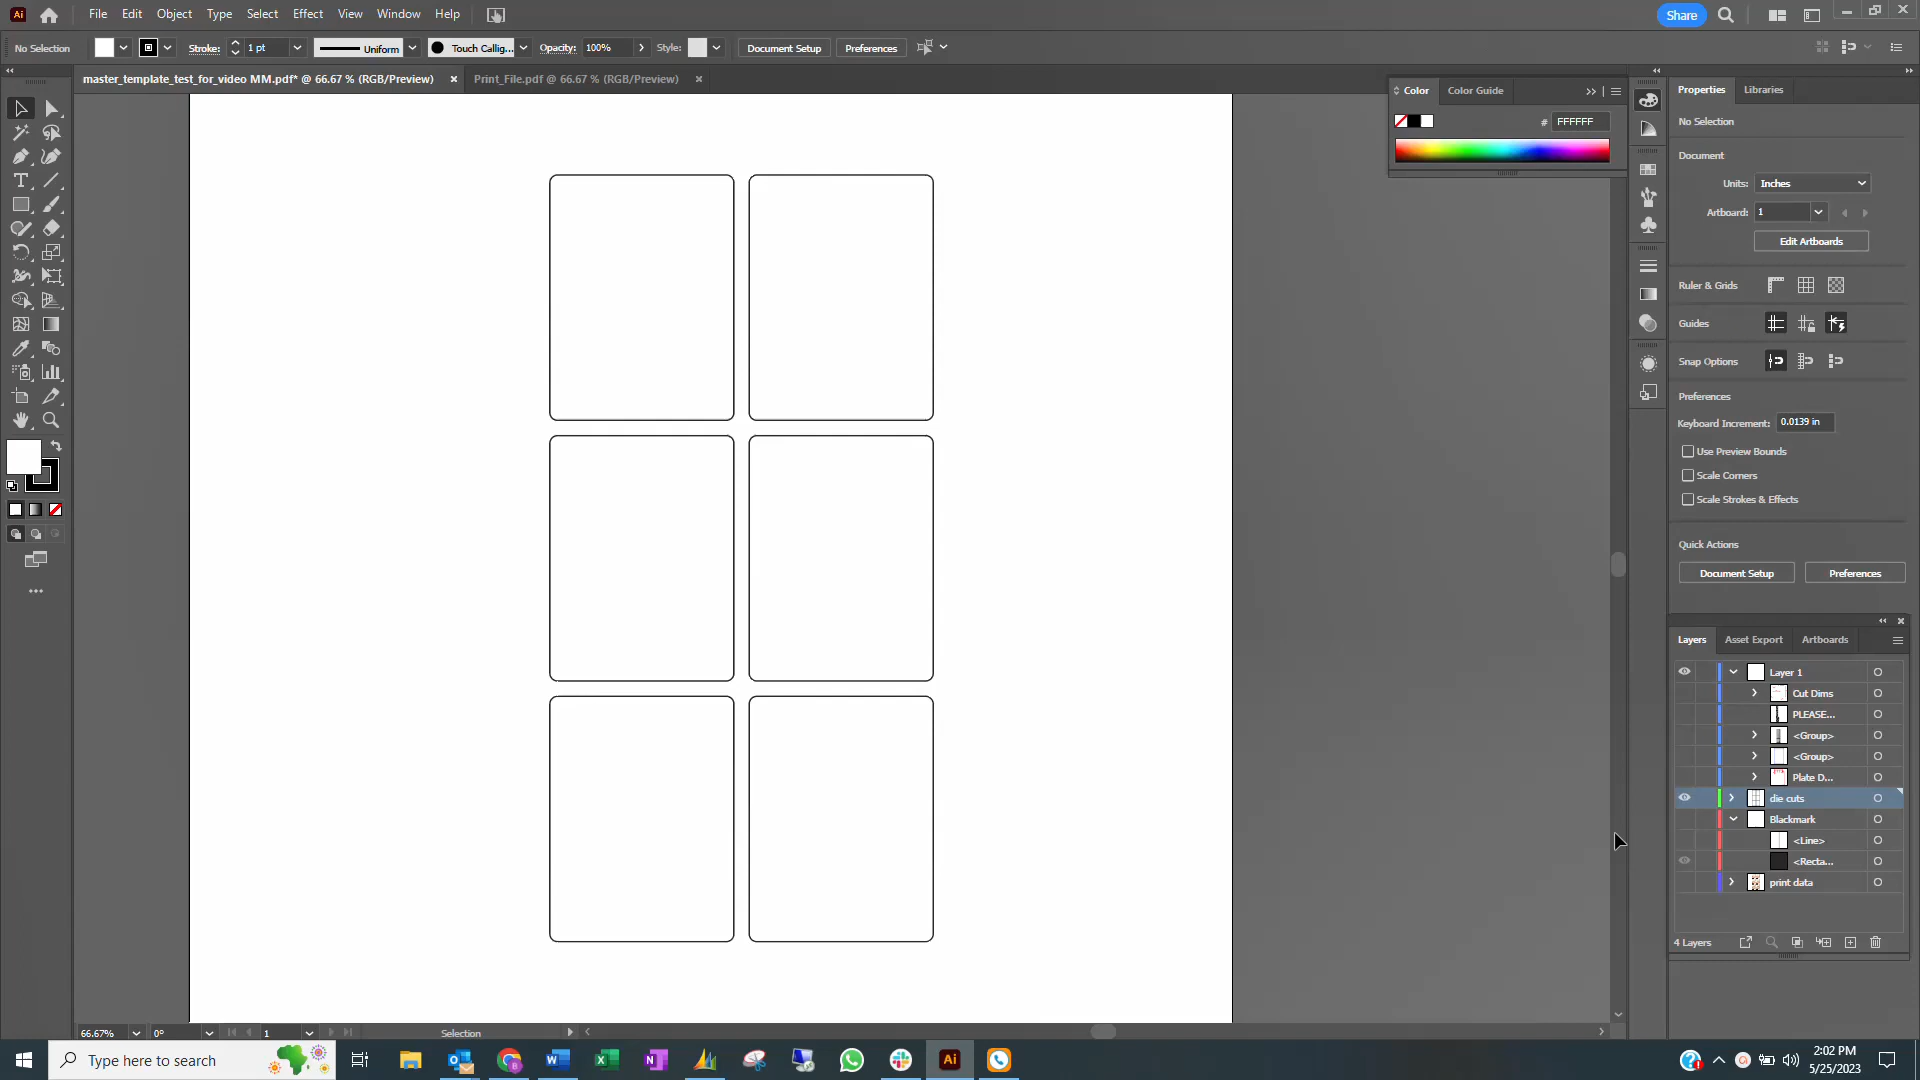 Ai File Edit Object Type Select Effect View Window Help Share
No Selection Stroke: 1 pt Uniform Touch Callig... Opacity: 100% Style: Document Setup Preferences
master_template_test_for_video MM.pdf* @ 66.67 % (RGB/Preview) × Print_File.pdf @ 66.67 % (RGB/Preview) ×
Color Color Guide
# FFFFFF
Properties Libraries
No Selection
Document
Units: Inches
Artboard: 1
Edit Artboards
Ruler & Grids
Guides
Snap Options
Preferences
Keyboard Increment: 0.0139 in
Use Preview Bounds
Scale Corners
Scale Strokes & Effects
Quick Actions
Document Setup Preferences
Layers Asset Export Artboards
Layer 1
Cut Dims
PLEASE...
<Group>
<Group>
Plate D...
die cuts
Blackmark
<Line>
<Recta...
print data
4 Layers
66.67% 0° 1 Selection
Type here to search
Ai
2:02 PM
5/25/2023